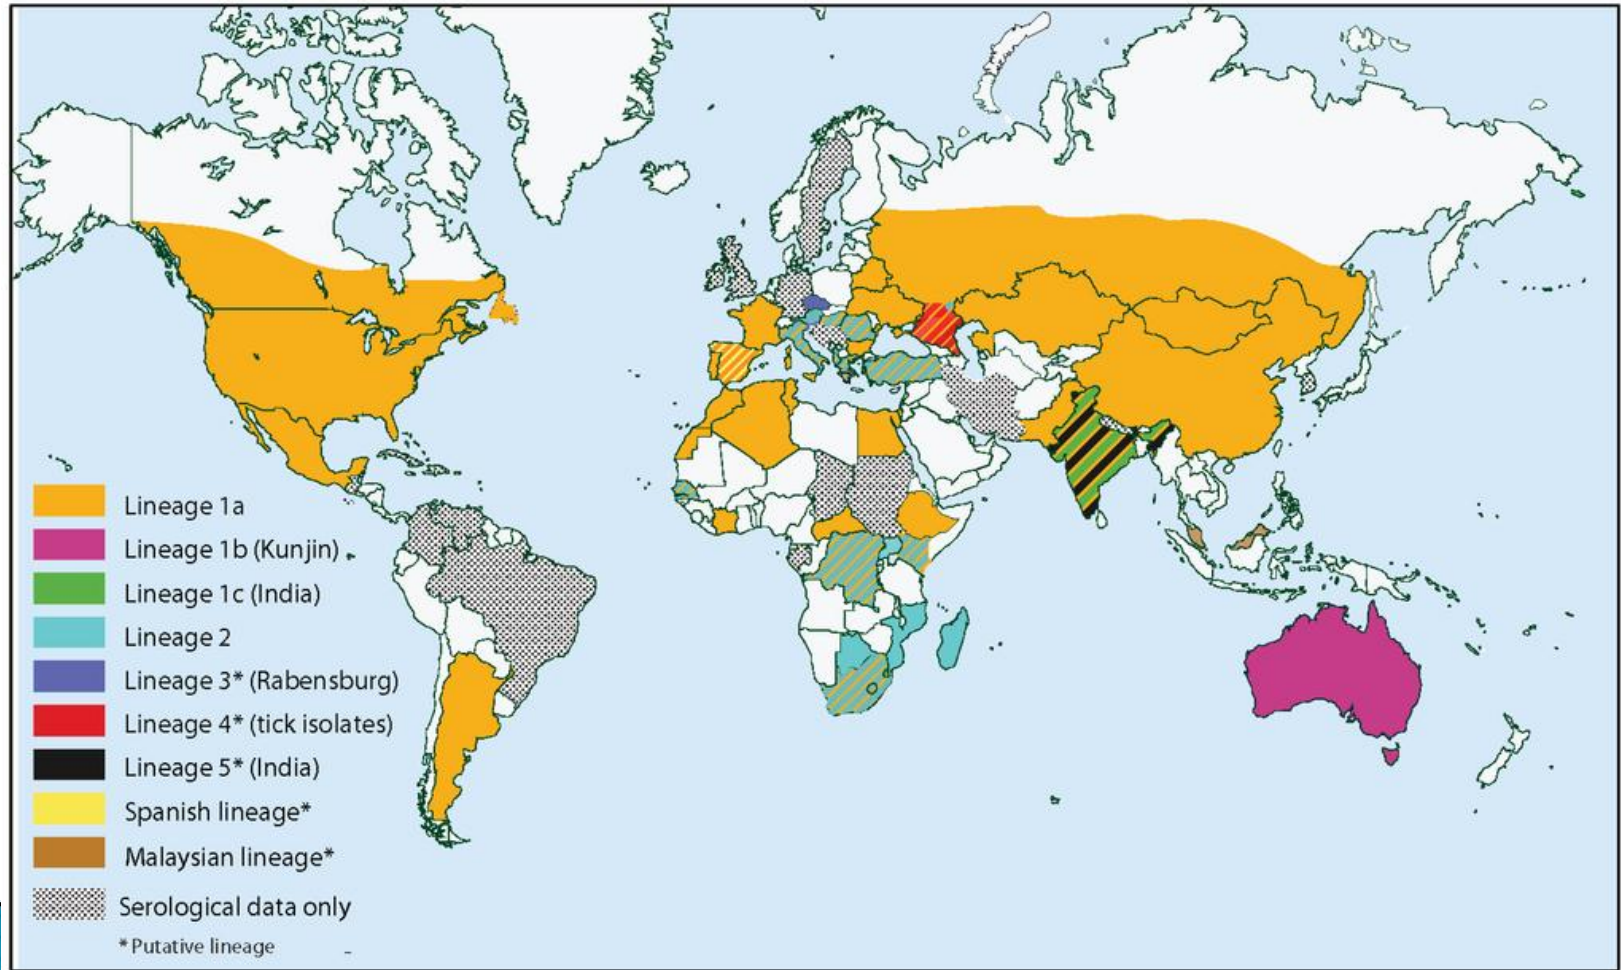 Lineage 1a
Lineage 1b (Kunjin)
Lineage 1c (India)
Lineage 2
Lineage 3* (Rabensburg)
Lineage 4* (tick isolates)
Lineage 5* (India)
Spanish lineage*
Malaysian lineage*
Serological data only
* Putative lineage